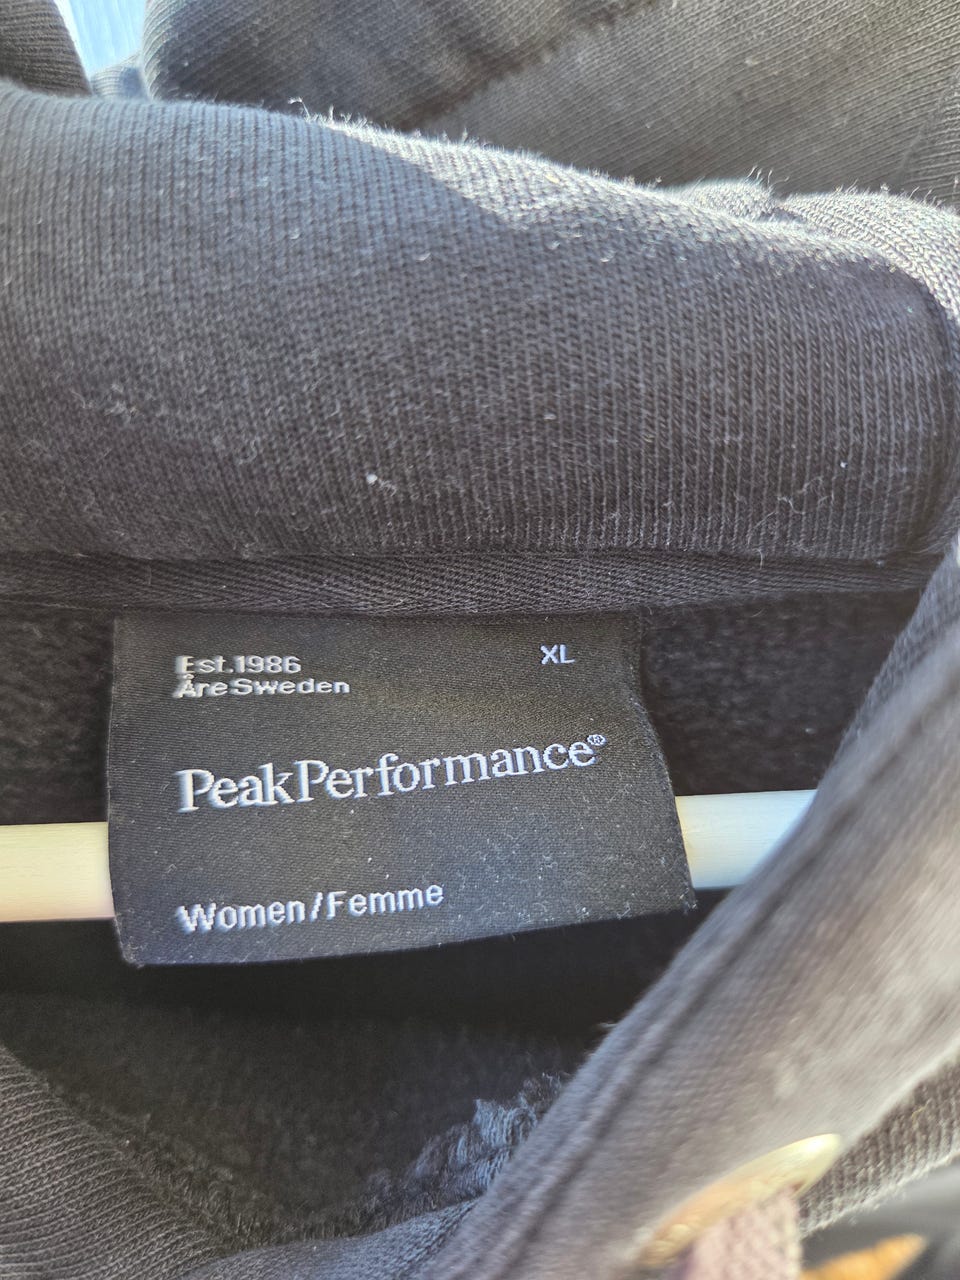 Est.1986
XL
Åre Sweden
PeakPerformance®
Women/Femme